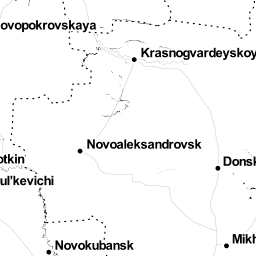 ovopokrovskaya
Krasnogvardeyskoy
Novoaleksandrovsk
otkin
Donsk
ul'kevichi
Mikh
Novokubansk